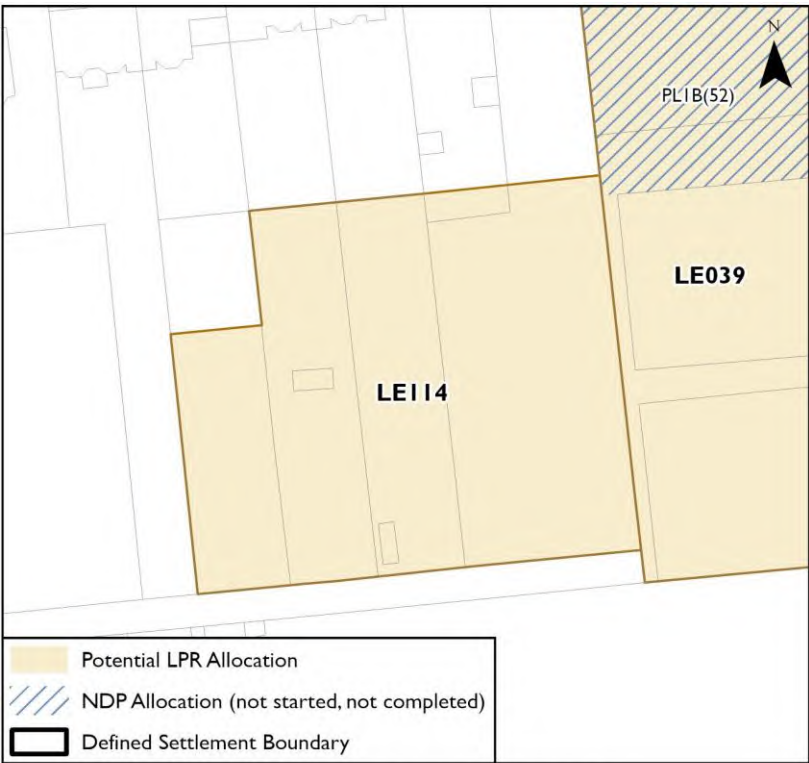 N
PL1B(52)
LE039
LE114
Potential LPR Allocation
NDP Allocation (not started, not completed)
Defined Settlement Boundary